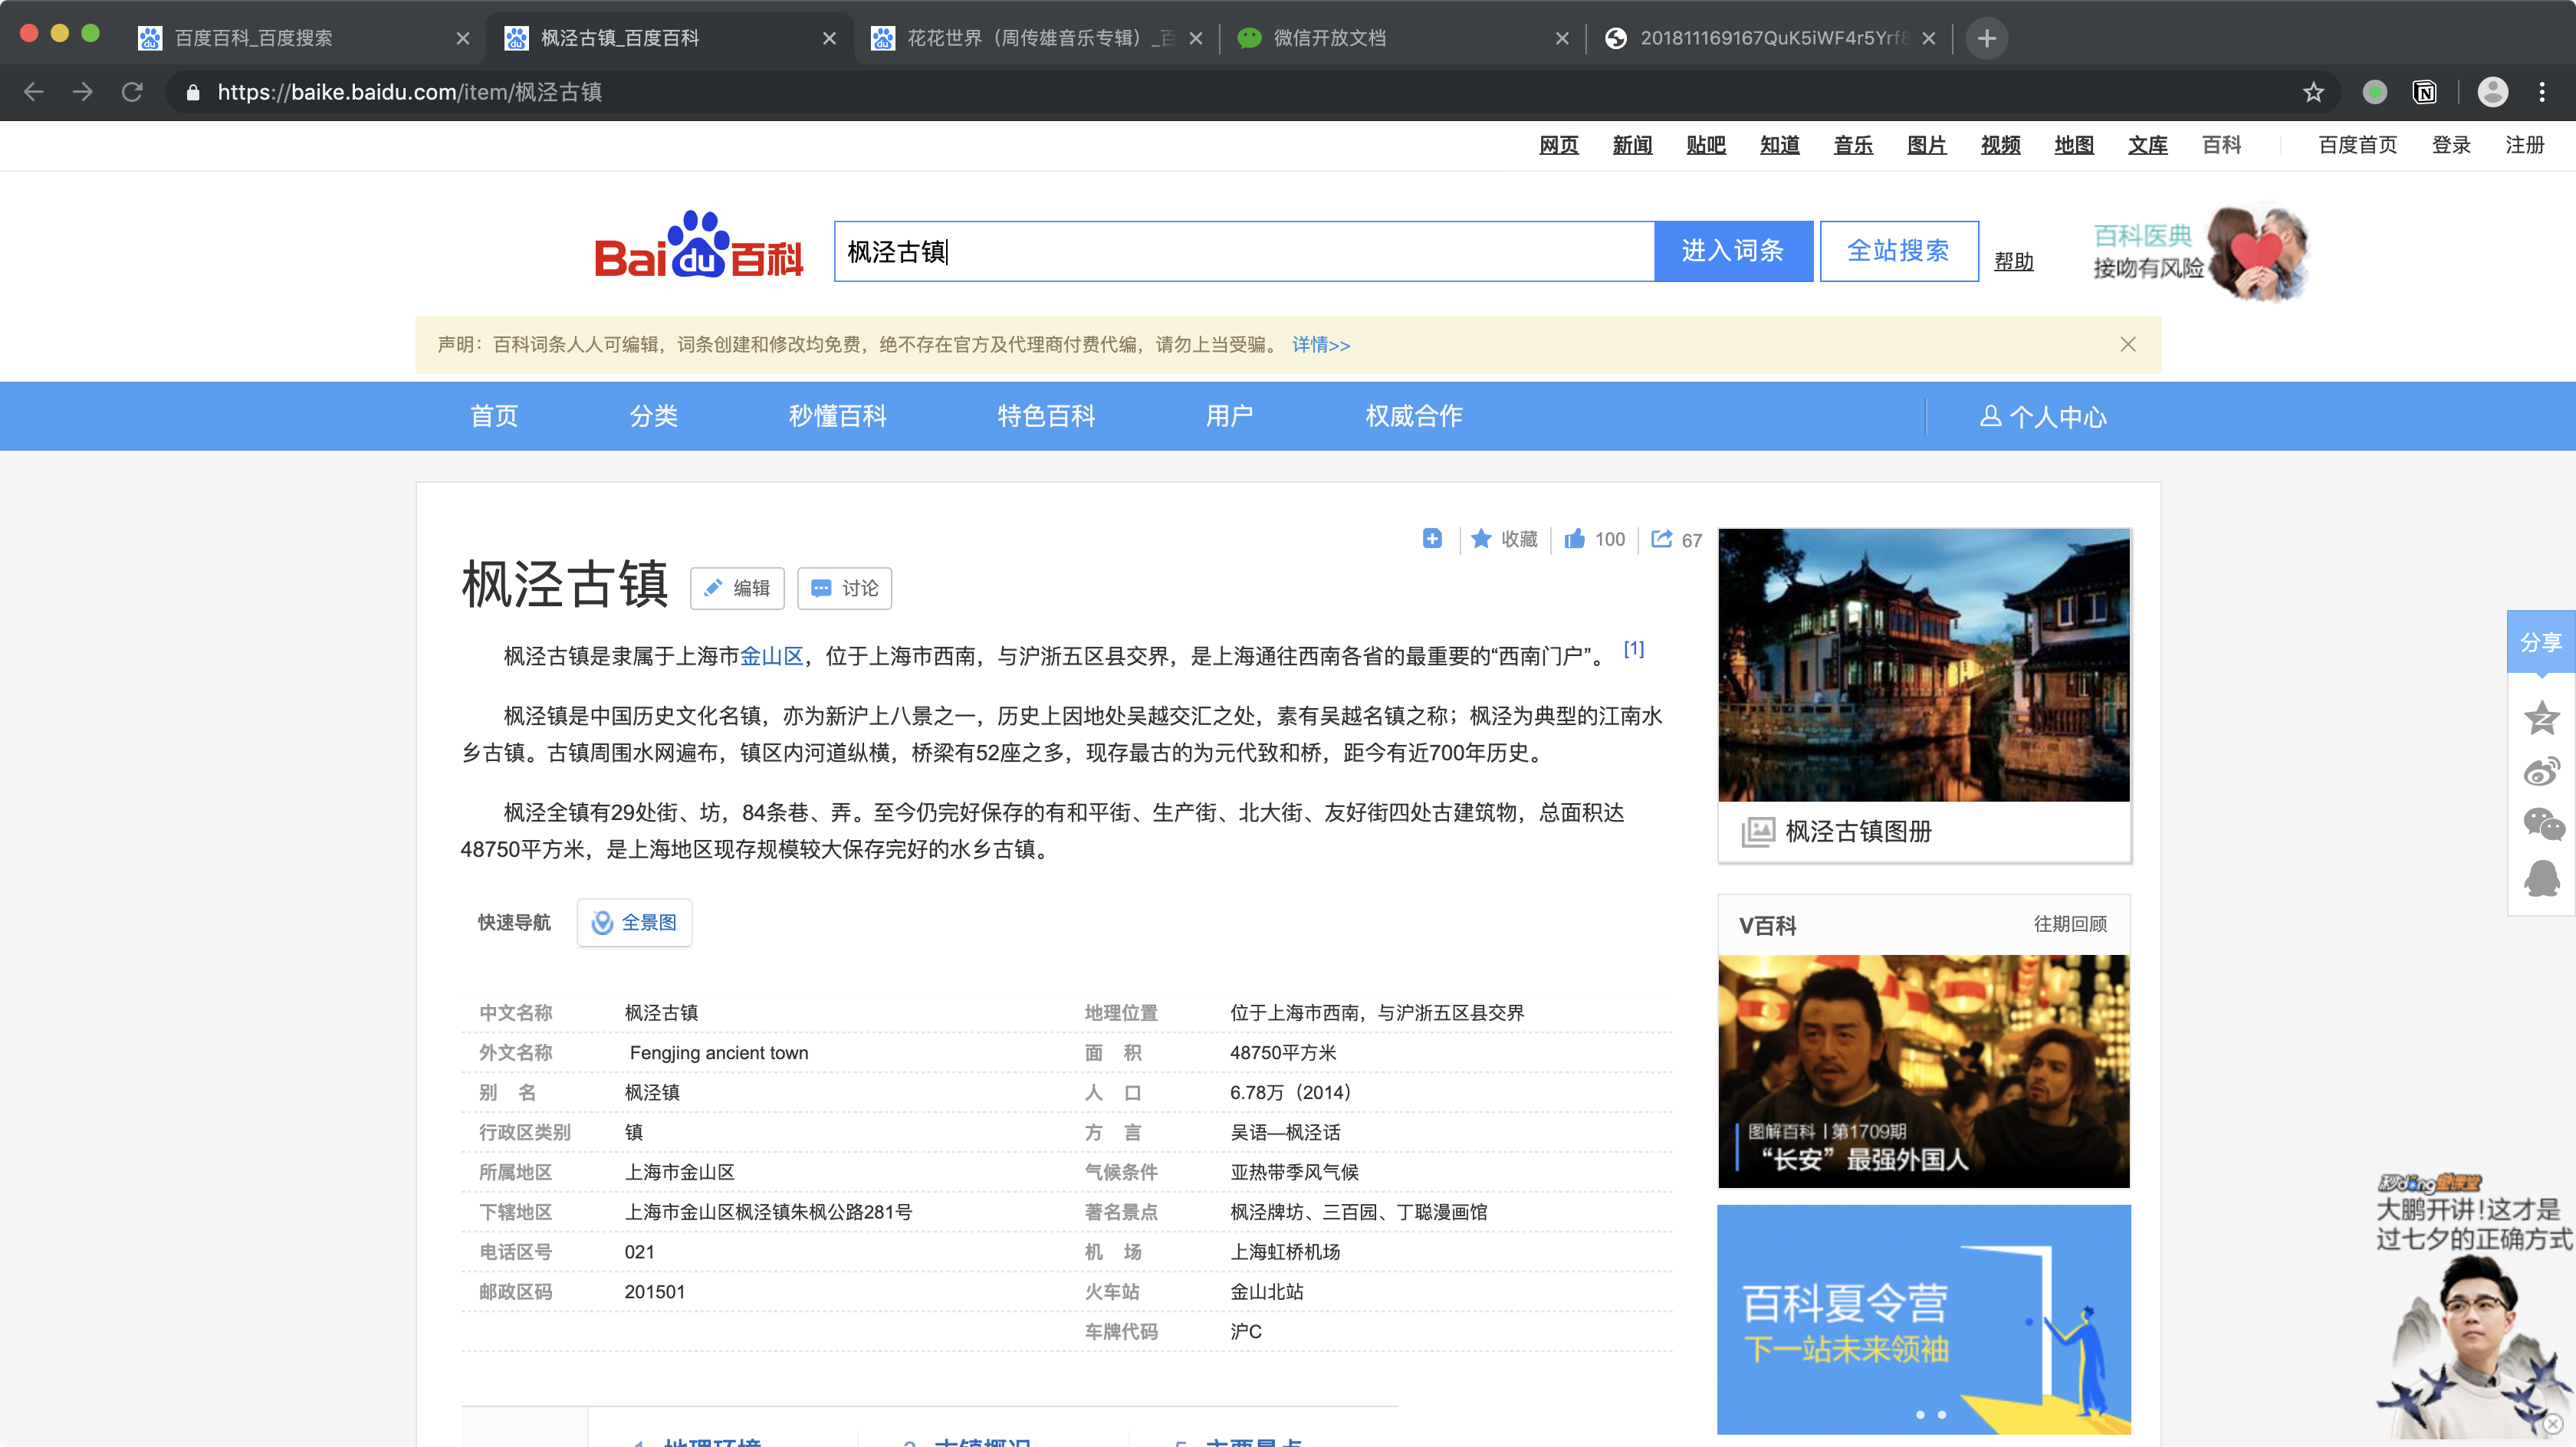 百度百科_百度搜索
枫泾古镇_百度百科
花花世界（周传雄音乐专辑）_百
微信开放文档
201811169167QuK5iWF4r5Yrf8
https://baike.baidu.com/item/枫泾古镇
网页 新闻 贴吧 知道 音乐 图片 视频 地图 文库 百科 百度首页 登录 注册
Baidu百科
枫泾古镇
进入词条
全站搜索
帮助
百科医典
接吻有风险
声明：百科词条人人可编辑，词条创建和修改均免费，绝不存在官方及代理商付费代编，请勿上当受骗。 详情>>
首页 分类 秒懂百科 特色百科 用户 权威合作 个人中心
收藏 100 67
枫泾古镇 编辑 讨论
枫泾古镇是隶属于上海市金山区，位于上海市西南，与沪浙五区县交界，是上海通往西南各省的最重要的“西南门户”。 [1]
枫泾镇是中国历史文化名镇，亦为新沪上八景之一，历史上因地处吴越交汇之处，素有吴越名镇之称；枫泾为典型的江南水
乡古镇。古镇周围水网遍布，镇区内河道纵横，桥梁有52座之多，现存最古的为元代致和桥，距今有近700年历史。
枫泾全镇有29处街、坊，84条巷、弄。至今仍完好保存的有和平街、生产街、北大街、友好街四处古建筑物，总面积达
48750平方米，是上海地区现存规模较大保存完好的水乡古镇。
快速导航 全景图
中文名称 枫泾古镇 地理位置 位于上海市西南，与沪浙五区县交界
外文名称 Fengjing ancient town 面 积 48750平方米
别 名 枫泾镇 人 口 6.78万（2014）
行政区类别 镇 方 言 吴语—枫泾话
所属地区 上海市金山区 气候条件 亚热带季风气候
下辖地区 上海市金山区枫泾镇朱枫公路281号 著名景点 枫泾牌坊、三百园、丁聪漫画馆
电话区号 021 机 场 上海虹桥机场
邮政区码 201501 火车站 金山北站
车牌代码 沪C
1 地理环境 3 古镇概况 5 主要景点
枫泾古镇图册
V百科 往期回顾
图解百科 | 第1709期
“长安”最强外国人
百科夏令营
下一站未来领袖
分享
秒dǒng星课堂
大鹏开讲！这才是
过七夕的正确方式